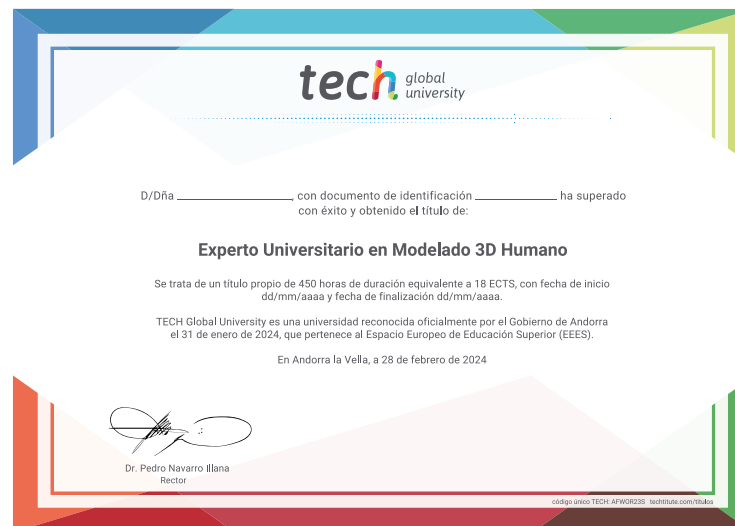 tech global
university
D/Dña ____________, con documento de identificación __________ ha superado
con éxito y obtenido el título de:
Experto Universitario en Modelado 3D Humano
Se trata de un título propio de 450 horas de duración equivalente a 18 ECTS, con fecha de inicio
dd/mm/aaaa y fecha de finalización dd/mm/aaaa.
TECH Global University es una universidad reconocida oficialmente por el Gobierno de Andorra
el 31 de enero de 2024, que pertenece al Espacio Europeo de Educación Superior (EEES).
En Andorra la Vella, a 28 de febrero de 2024
Dr. Pedro Navarro Illana
Rector
código único TECH: AFWOR23S techtitute.com/titulos